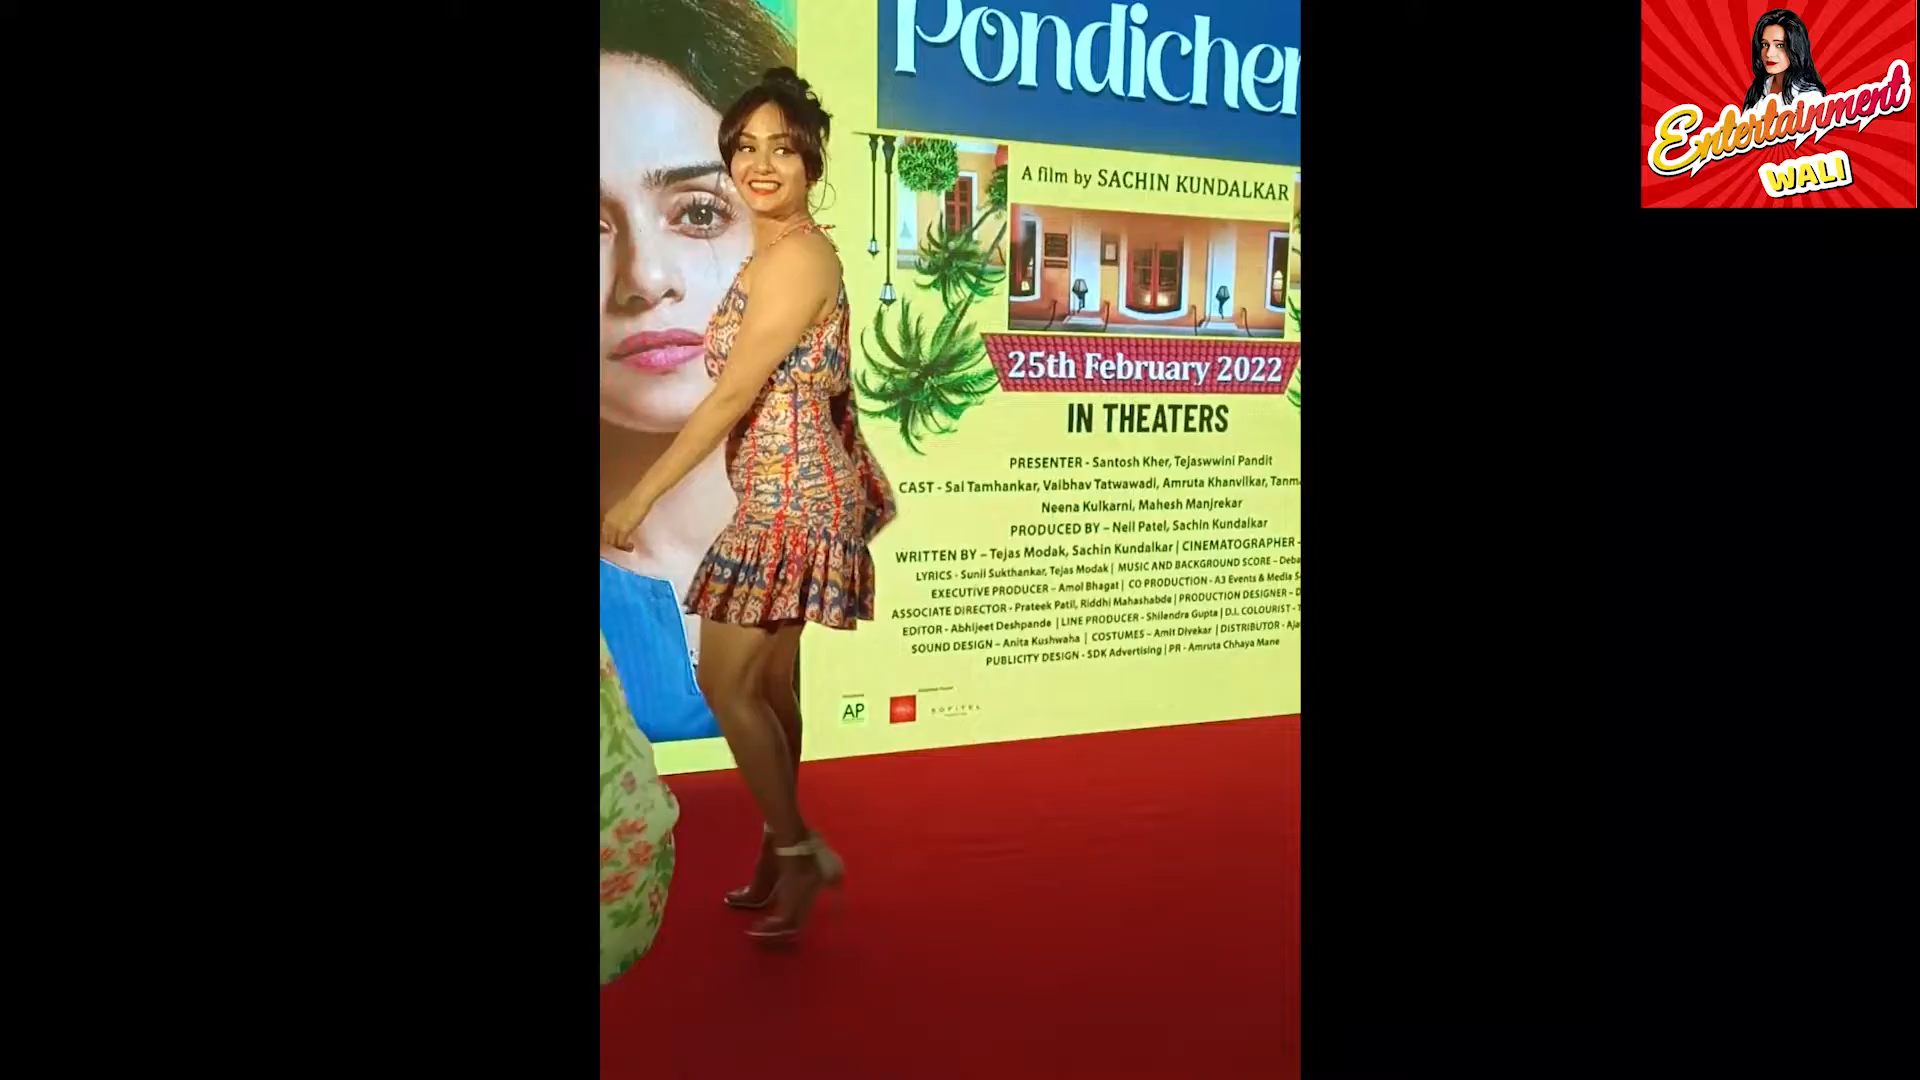 Pondicher
A film by SACHIN KUNDALKAR
25th February 2022
IN THEATERS
PRESENTER - Santosh Kher, Tejaswwini Pandit
CAST - Sai Tamhankar, Vaibhav Tatwawadi, Amruta Khanvilkar, Tanm
Neena Kulkarni, Mahesh Manjrekar
PRODUCED BY – Neil Patel, Sachin Kundalkar
WRITTEN BY – Tejas Modak, Sachin Kundalkar | CINEMATOGRAPHER -
LYRICS - Sunil Sukthankar, Tejas Modak | MUSIC AND BACKGROUND SCORE – Deba
EXECUTIVE PRODUCER – Amol Bhagat | CO PRODUCTION - A3 Events & Media S
ASSOCIATE DIRECTOR - Prateek Patil, Riddhi Mahashabde | PRODUCTION DESIGNER – D
EDITOR - Abhijeet Deshpande | LINE PRODUCER - Shilendra Gupta | D.I. COLOURIST -
SOUND DESIGN – Anita Kushwaha | COSTUMES – Amit Divekar | DISTRIBUTOR - Aja
PUBLICITY DESIGN - SDK Advertising | PR - Amruta Chhaya Mane
AP
SOFITEL
Entertainment
WALI